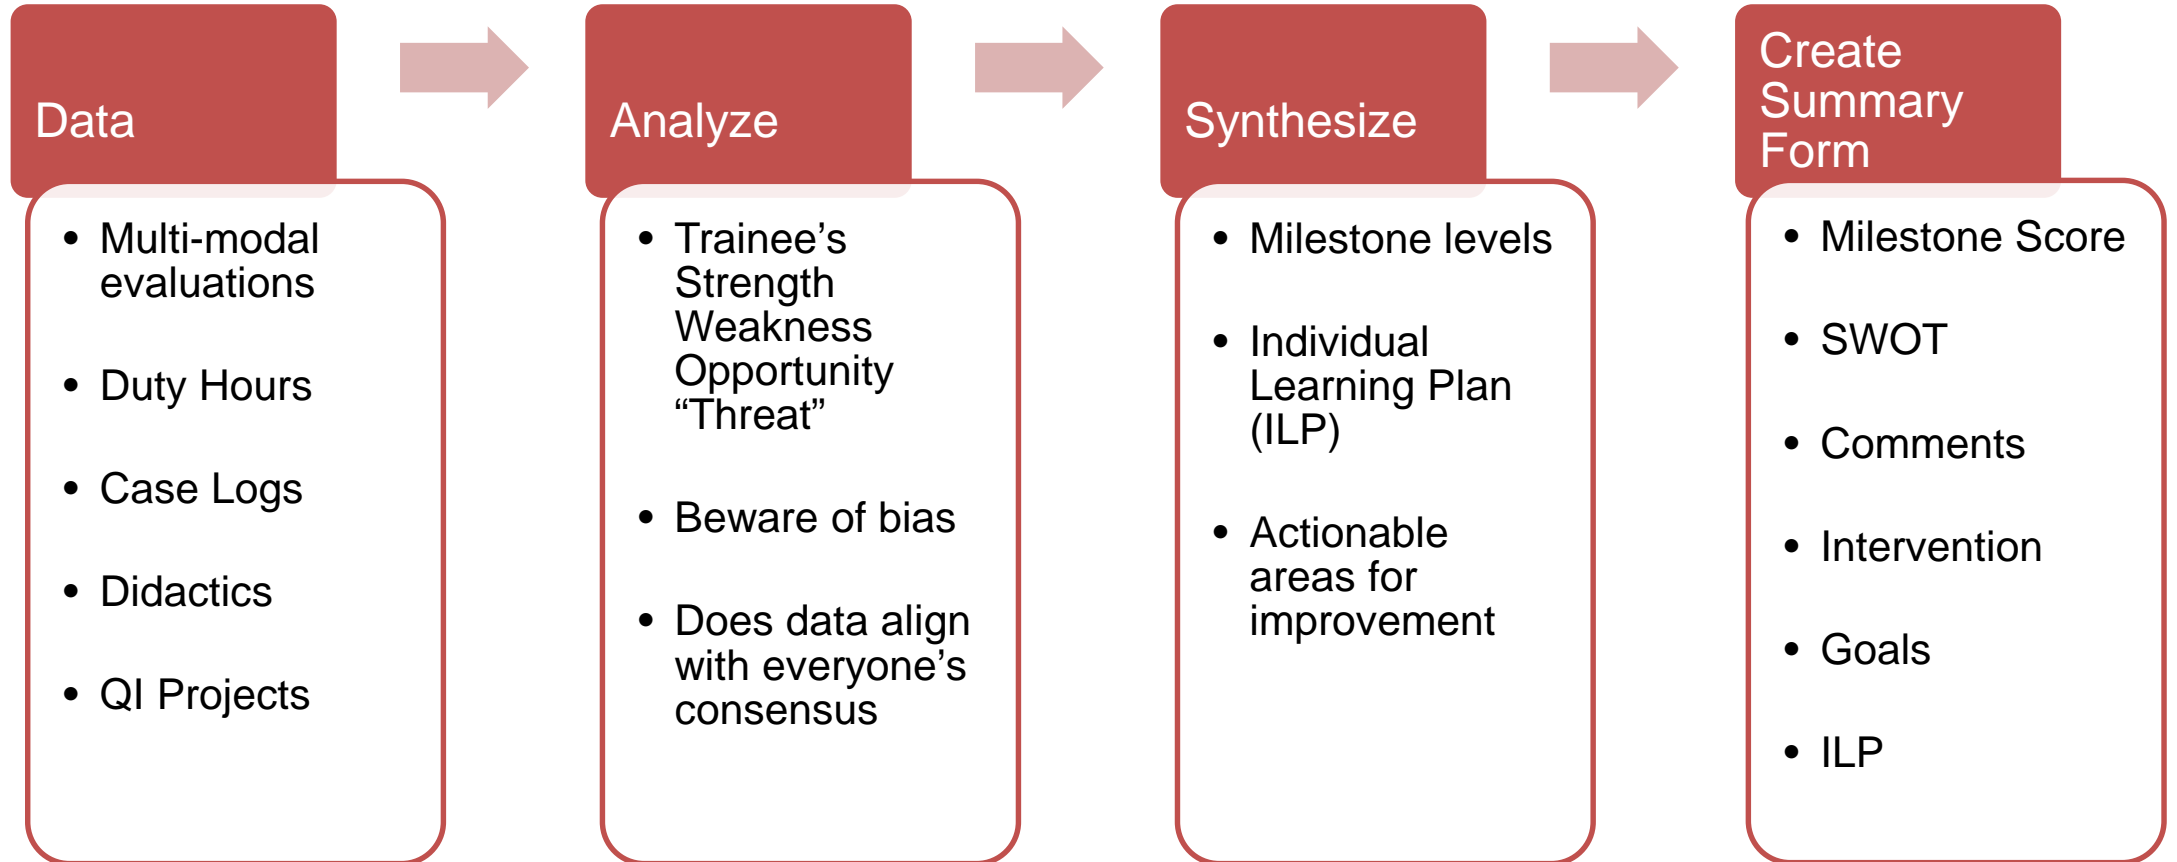 Data
• Multi-modal
evaluations
• Duty Hours
• Case Logs
• Didactics
• QI Projects
Analyze
• Trainee’s
Strength
Weakness
Opportunity
“Threat”
• Beware of bias
• Does data align
with everyone’s
consensus
Synthesize
• Milestone levels
• Individual
Learning Plan
(ILP)
• Actionable
areas for
improvement
Create
Summary
Form
• Milestone Score
• SWOT
• Comments
• Intervention
• Goals
• ILP